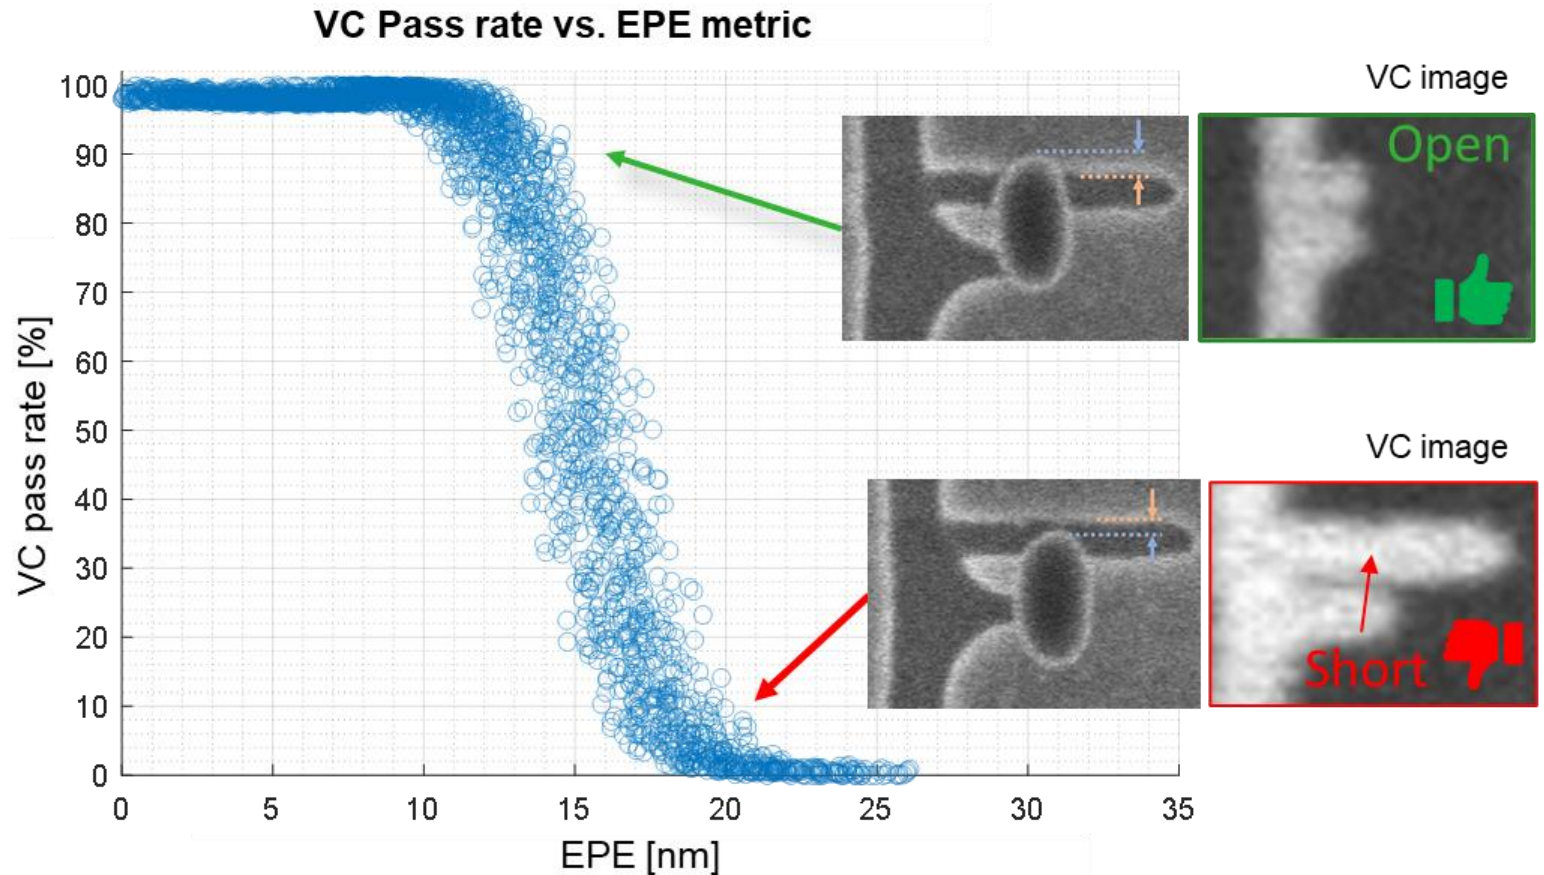 VC Pass rate vs. EPE metric
VC pass rate [%]
100
90
80
70
60
50
40
30
20
10
0
0 5 10 15 20 25 30 35
EPE [nm]
VC image
Open
VC image
Short